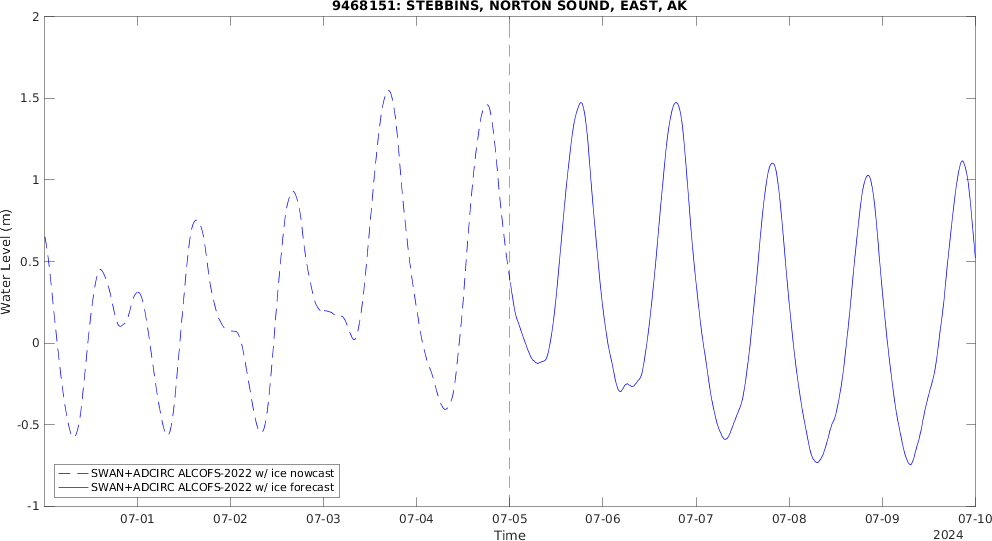 9468151: STEBBINS, NORTON SOUND, EAST, AK
Water Level (m)
2
1.5
1
0.5
0
-0.5
-1
SWAN+ADCIRC ALCOFS-2022 w/ ice nowcast
SWAN+ADCIRC ALCOFS-2022 w/ ice forecast
07-01 07-02 07-03 07-04 07-05 07-06 07-07 07-08 07-09 07-10
Time
2024